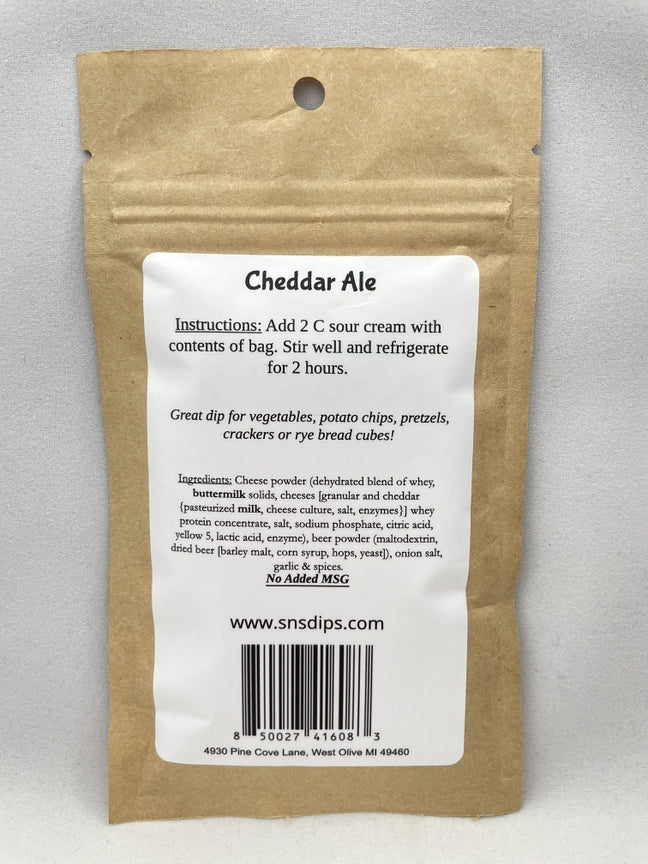 Cheddar Ale
Instructions: Add 2 C sour cream with
contents of bag. Stir well and refrigerate
for 2 hours.
Great dip for vegetables, potato chips, pretzels,
crackers or rye bread cubes!
Ingredients: Cheese powder (dehydrated blend of whey,
buttermilk solids, cheeses [granular and cheddar
{pasteurized milk, cheese culture, salt, enzymes}] whey
protein concentrate, salt, sodium phosphate, citric acid,
yellow 5, lactic acid, enzyme), beer powder (maltodextrin,
dried beer [barley malt, corn syrup, hops, yeast]), onion salt,
garlic & spices.
No Added MSG
www.snsdips.com
8 50027 41608 3
4930 Pine Cove Lane, West Olive MI 49460